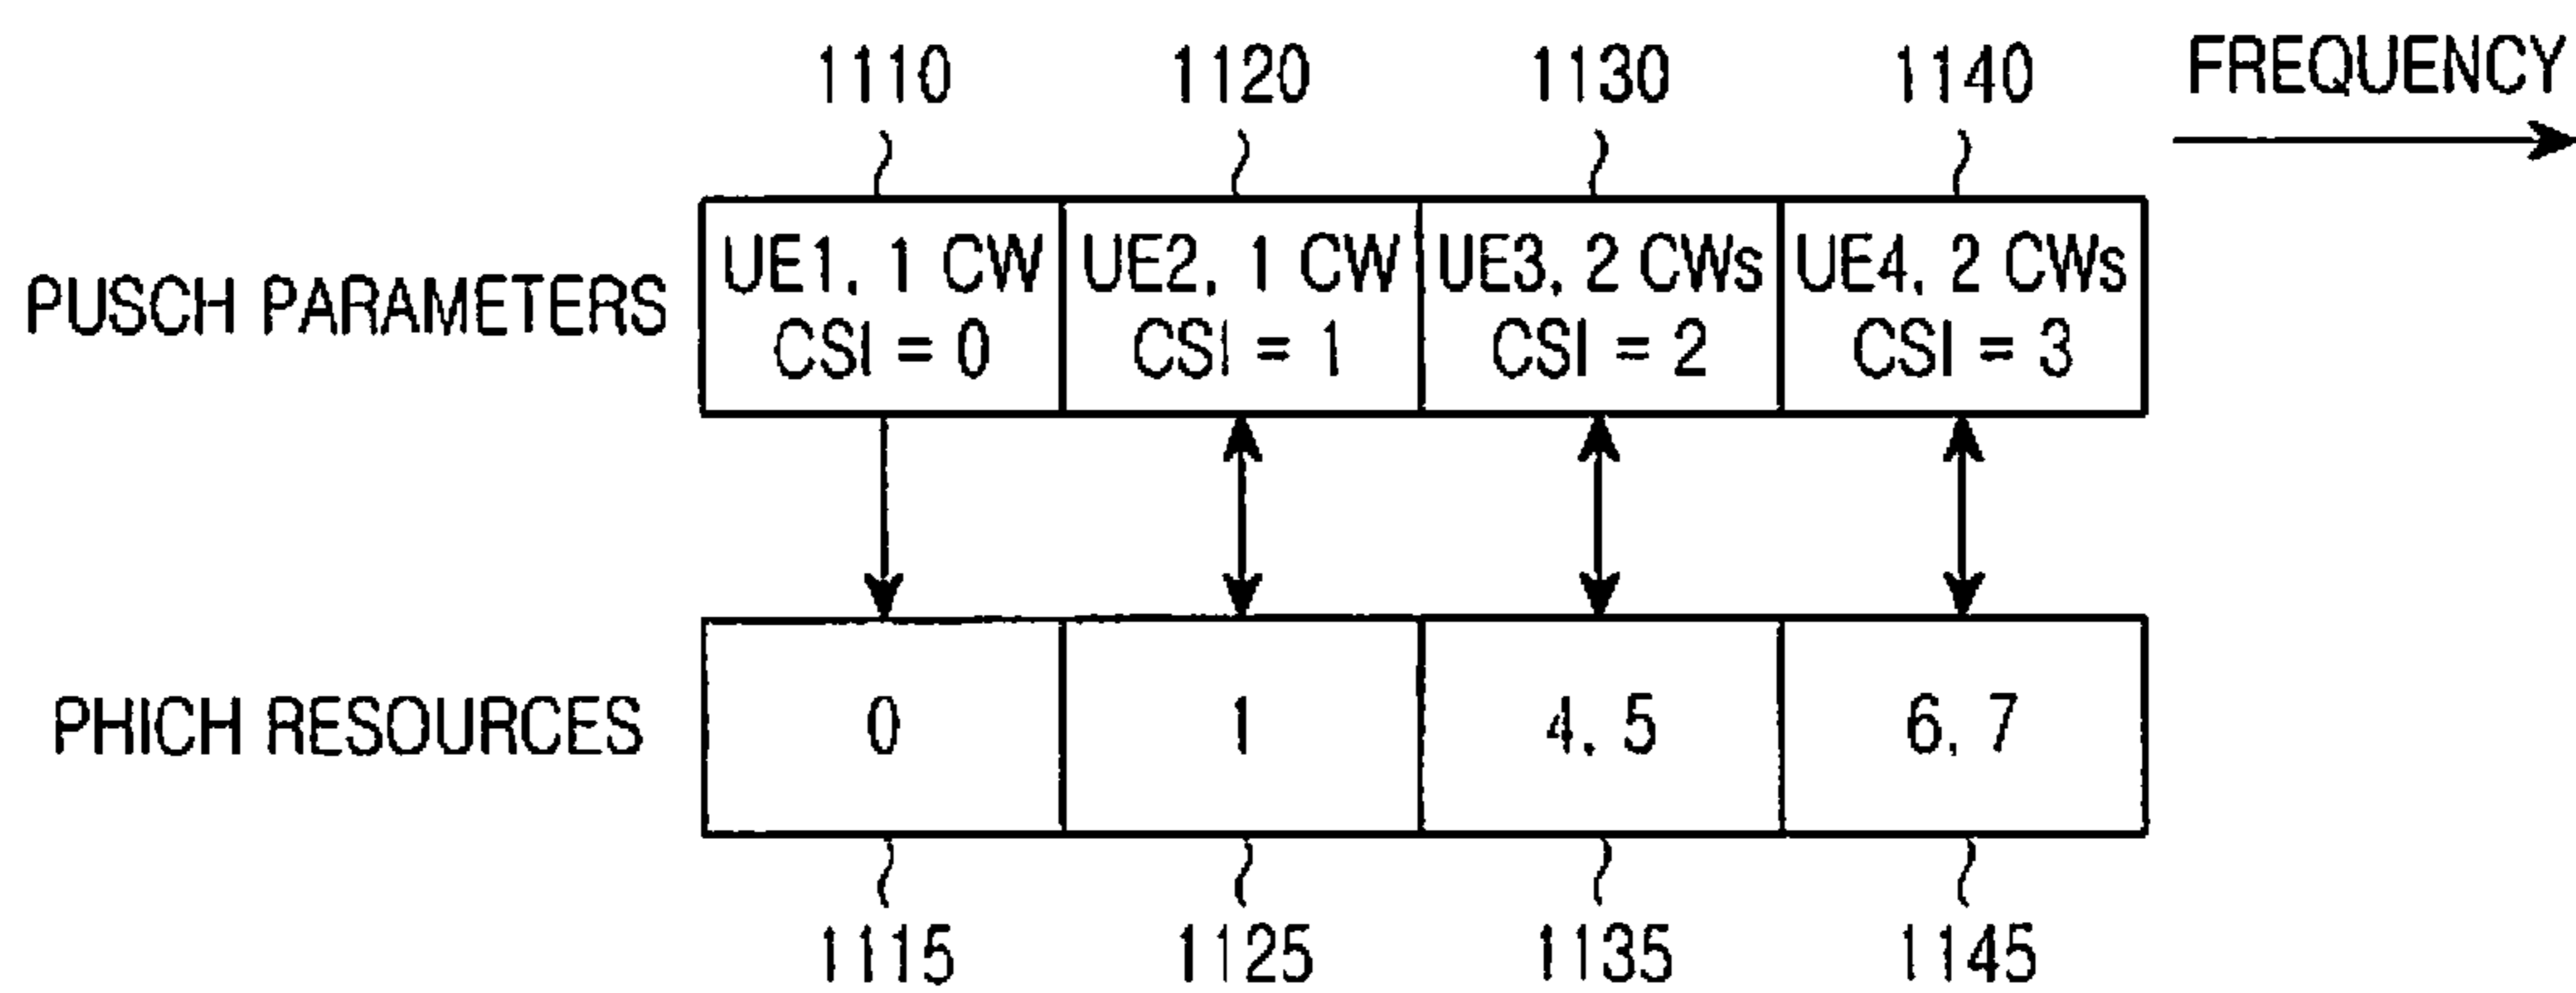 1110 1120 1130 1140 FREQUENCY
PUSCH PARAMETERS
UE1, 1 CW
CSI = 0
UE2, 1 CW
CSI = 1
UE3, 2 CWs
CSI = 2
UE4, 2 CWs
CSI = 3
PHICH RESOURCES
0
1
4, 5
6, 7
1115 1125 1135 1145